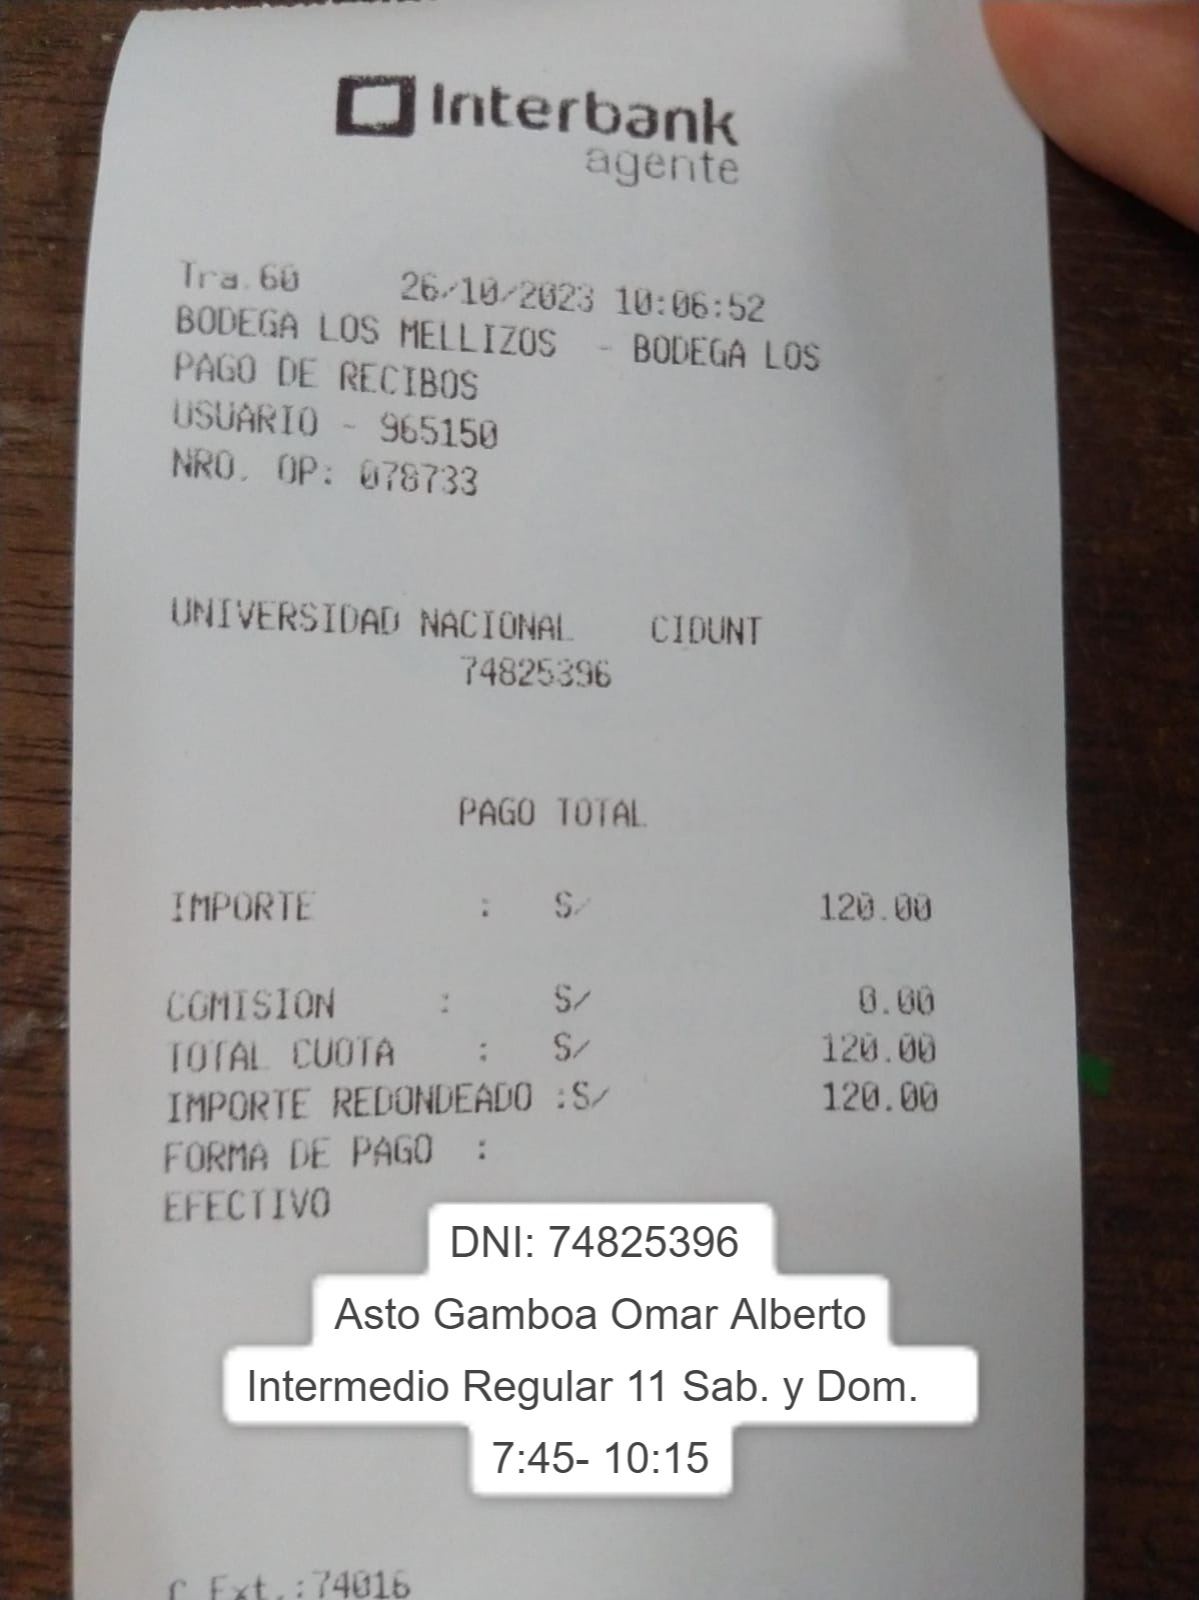 Interbank
agente
Tra.60 26/10/2023 10:06:52
BODEGA LOS MELLIZOS - BODEGA LOS
PAGO DE RECIBOS
USUARIO - 965150
NRO. OP: 078733
UNIVERSIDAD NACIONAL CIDUNT
74825396
PAGO TOTAL
IMPORTE : S/ 120.00
COMISION : S/ 0.00
TOTAL CUOTA : S/ 120.00
IMPORTE REDONDEADO :S/ 120.00
FORMA DE PAGO :
EFECTIVO
DNI: 74825396
Asto Gamboa Omar Alberto
Intermedio Regular 11 Sab. y Dom.
7:45- 10:15
C Ext.:74016